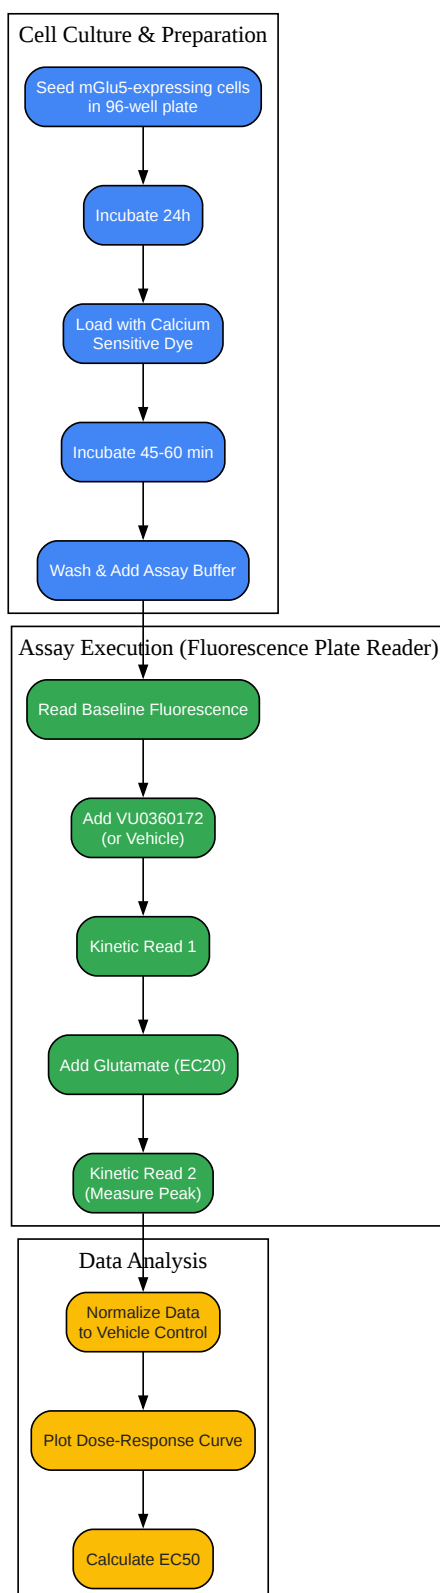 Cell Culture & Preparation
Seed mGlu5-expressing cells
in 96-well plate
Incubate 24h
Load with Calcium
Sensitive Dye
Incubate 45-60 min
Wash & Add Assay Buffer
Assay Execution (Fluorescence Plate Reader)
Read Baseline Fluorescence
Add VU0360172
(or Vehicle)
Kinetic Read 1
Add Glutamate (EC20)
Kinetic Read 2
(Measure Peak)
Data Analysis
Normalize Data
to Vehicle Control
Plot Dose-Response Curve
Calculate EC50